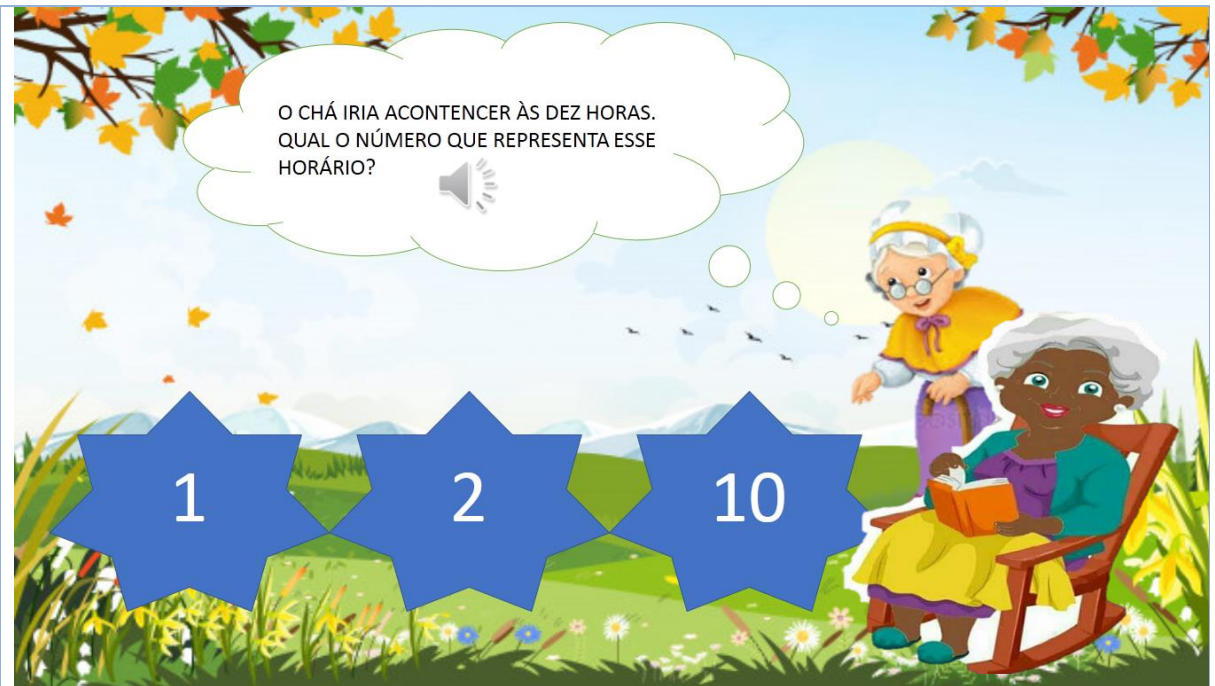 O CHÁ IRIA ACONTENCER ÀS DEZ HORAS.
QUAL O NÚMERO QUE REPRESENTA ESSE
HORÁRIO?
1
2
10